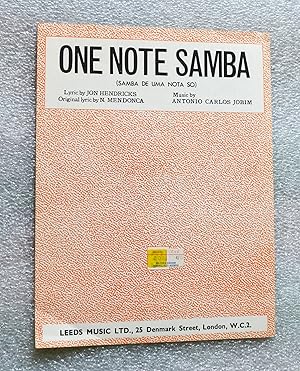 ONE NOTE SAMBA
(SAMBA DE UMA NOTA SO)
Lyric by JON HENDRICKS
Original lyric by N. MENDONCA
Music by
ANTONIO CARLOS JOBIM
LEEDS MUSIC LTD., 25 Denmark Street, London, W.C.2.